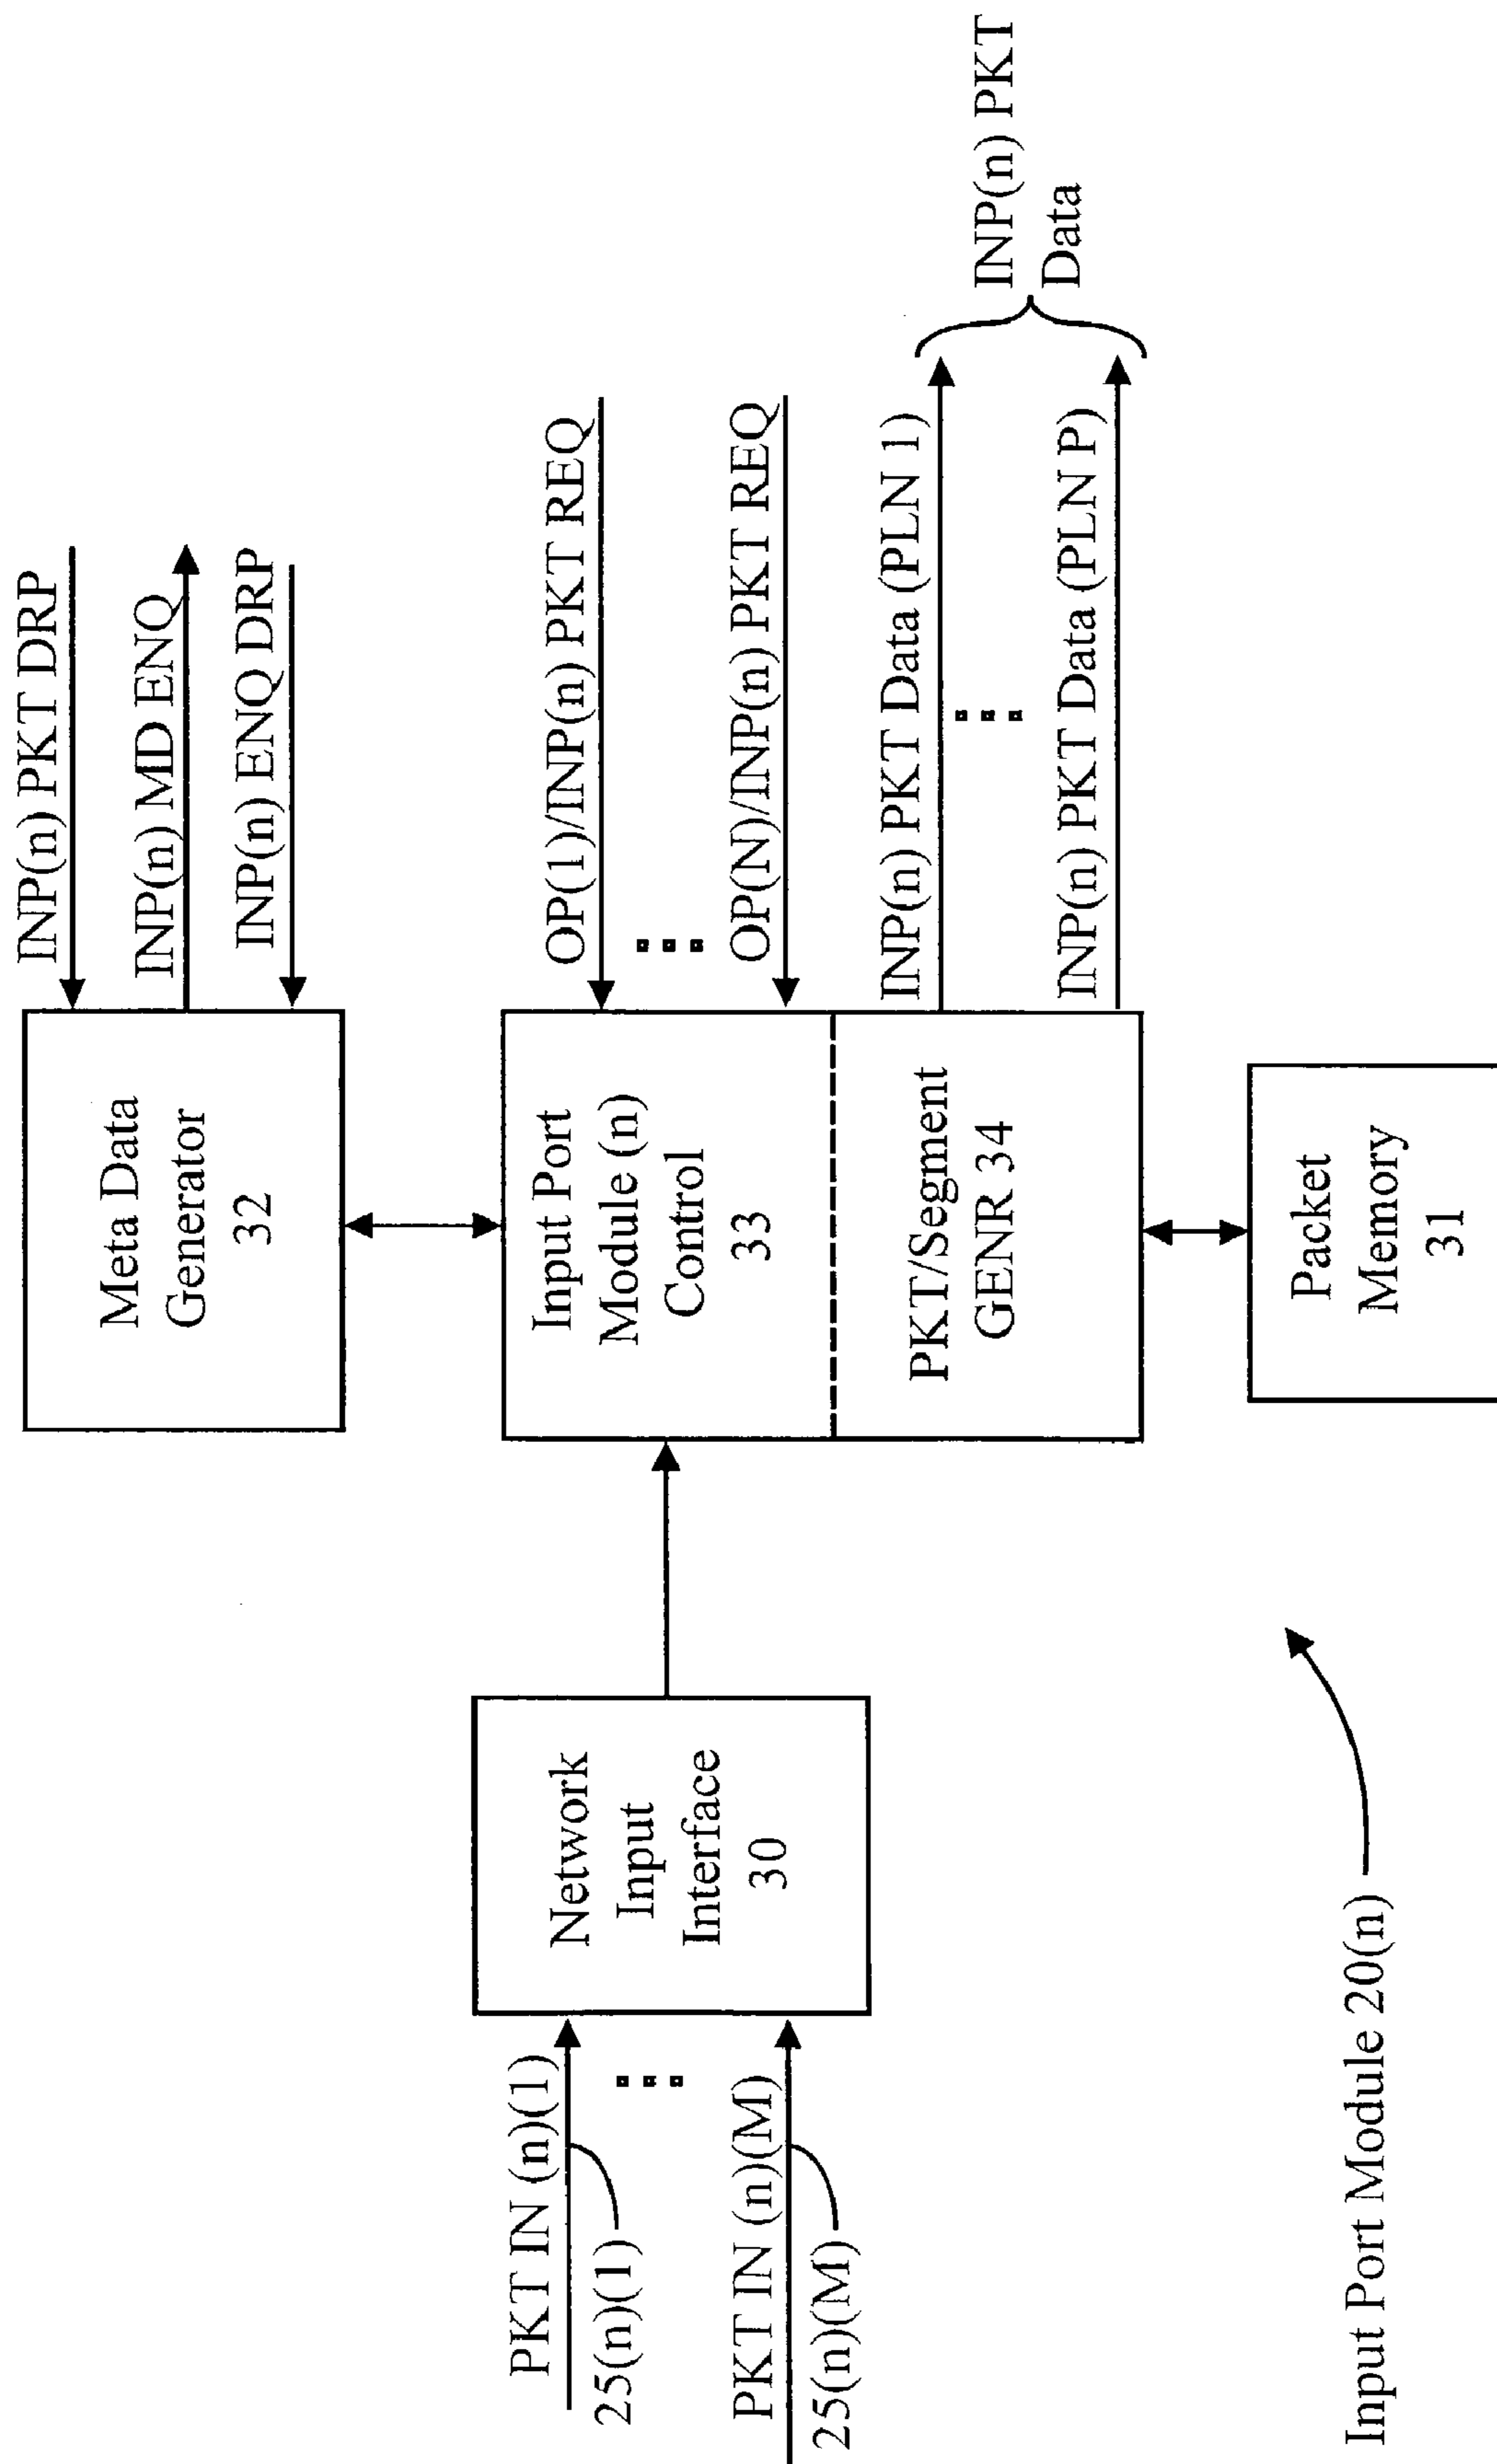 INP(n) PKT DRP
INP(n) MD ENQ
INP(n) ENQ DRP
Meta Data
Generator
32
OP(1)/INP(n) PKT REQ
OP(N)/INP(n) PKT REQ
Input Port
Module (n)
Control
33
PKT IN (n)(1)
25(n)(1)
PKT IN (n)(M)
25(n)(M)
Network
Input
Interface
30
PKT/Segment
GENR 34
INP(n) PKT Data (PLN 1)
INP(n) PKT Data (PLN P)
INP(n) PKT
Data
Packet
Memory
31
Input Port Module 20(n)